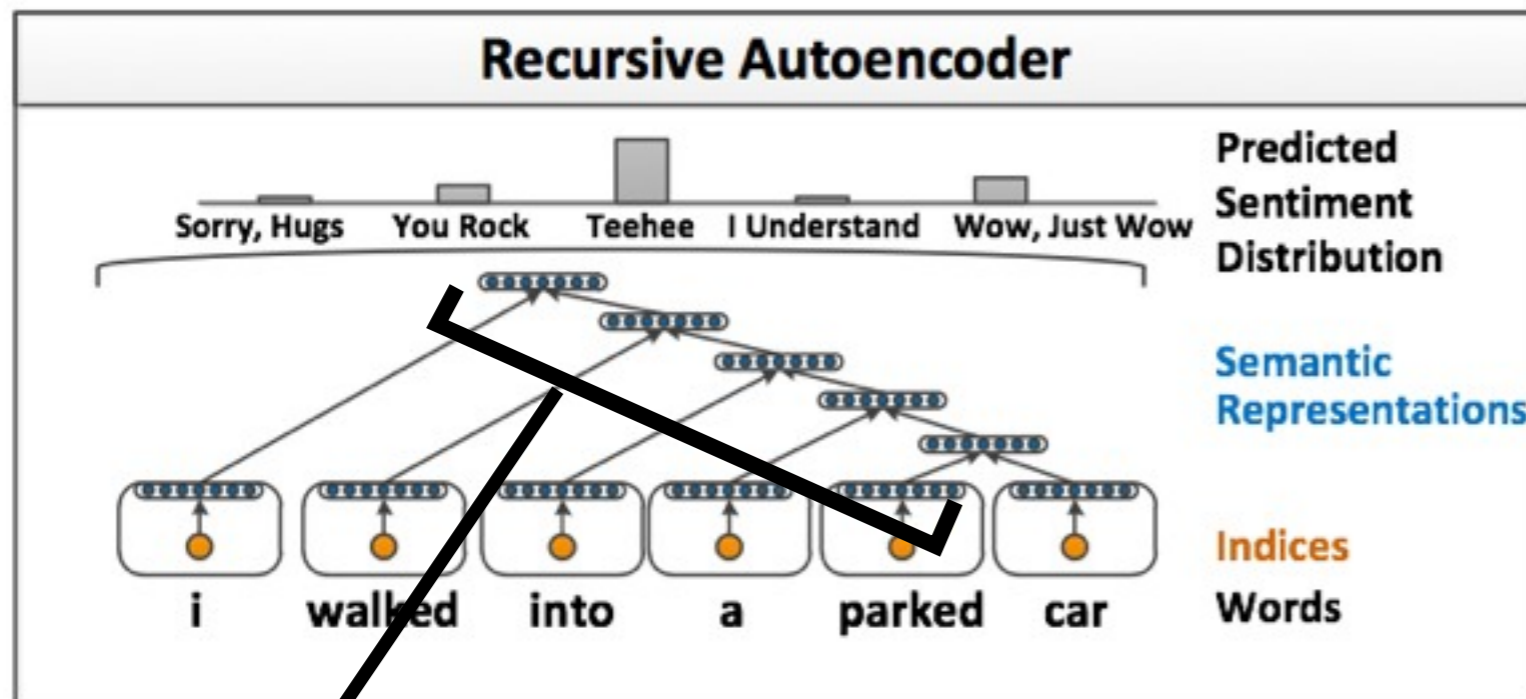 Recursive Autoencoder
Sorry, Hugs You Rock Teehee I Understand Wow, Just Wow
Predicted
Sentiment
Distribution
Semantic
Representations
Indices
i walked into a parked car
Words